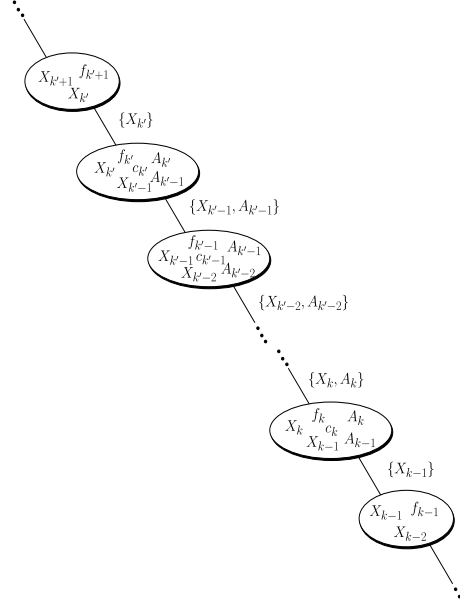 X_{k'+1} f_{k'+1}
X_{k'}
{X_{k'}}
f_{k'} A_{k'}
X_{k'} c_{k'}
X_{k'-1} A_{k'-1}
{X_{k'-1}, A_{k'-1}}
f_{k'-1} A_{k'-1}
X_{k'-1} c_{k'-1}
X_{k'-2} A_{k'-2}
{X_{k'-2}, A_{k'-2}}
{X_k, A_k}
f_k A_k
X_k c_k
X_{k-1} A_{k-1}
{X_{k-1}}
X_{k-1} f_{k-1}
X_{k-2}